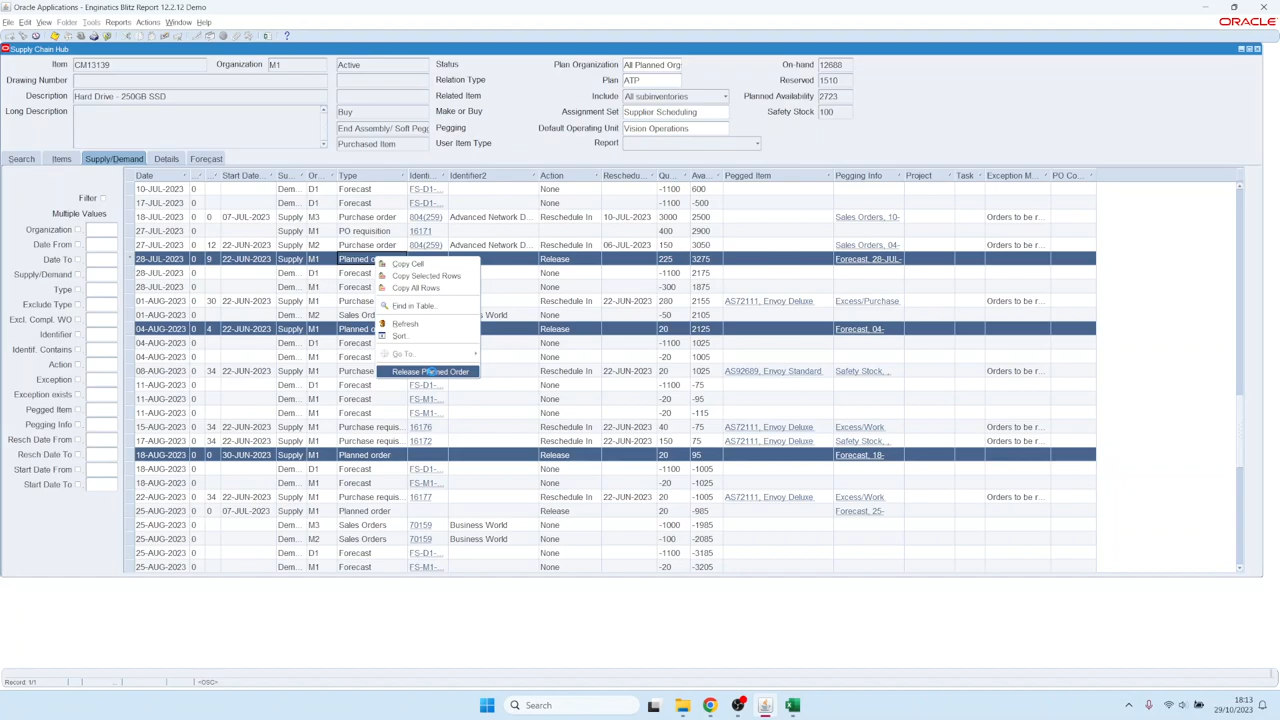 Oracle Applications - Enginatics Blitz Report 12.2.12 Demo
File Edit View Folder Tools Reports Actions Window Help
ORACLE
Supply Chain Hub
Item CM13139 Organization M1 Active Status Plan Organization All Planned Org On-hand 12688
Drawing Number Relation Type Plan ATP Reserved 1510
Description Hard Drive - 250GB SSD Related Item Include All subinventories Planned Availability 2723
Long Description Buy Make or Buy Assignment Set Supplier Scheduling Safety Stock 100
End Assembly/ Soft Pegg Pegging Default Operating Unit Vision Operations
Purchased Item User Item Type Report
Search Items Supply/Demand Details Forecast
Date ... ... Start Date... Su... Or... Type Identi... Identifier2 Action Reschedu... Qu... Ava... Pegged Item Pegging Info Project Task Exception M... PO Co...
10-JUL-2023 0 Dem... D1 Forecast FS-D1-... None -1100 600
17-JUL-2023 0 Dem... D1 Forecast FS-D1-... None -1100 -500
18-JUL-2023 0 07-JUL-2023 Supply M3 Purchase order 804(259) Advanced Network D... Reschedule In 10-JUL-2023 3000 2500 Sales Orders, 10- Orders to be r...
27-JUL-2023 0 Supply M2 PO requisition 16171 None 400 2900
27-JUL-2023 0 12 22-JUN-2023 Supply M2 Purchase order 804(259) Advanced Network D... Reschedule In 06-JUL-2023 150 3050 Sales Orders, 04- Orders to be r...
28-JUL-2023 0 9 22-JUN-2023 Supply M1 Planned o Release 225 3275 Forecast, 28-JUL-
28-JUL-2023 0 Dem... D1 Forecast None -1100 2175
28-JUL-2023 0 Dem... M1 Forecast None -300 1875
01-AUG-2023 0 30 22-JUN-2023 Supply M1 Purchase Reschedule In 22-JUN-2023 280 2155 AS72111, Envoy Deluxe Excess/Purchase Orders to be r...
02-AUG-2023 0 Dem... M1 Sales Ord World None -50 2105
04-AUG-2023 0 4 22-JUN-2023 Supply M1 Planned o Release 20 2125 Forecast, 04-
04-AUG-2023 0 Dem... D1 Forecast None -1100 1025
04-AUG-2023 0 Dem... M1 Forecast None -20 1005
08-AUG-2023 0 34 22-JUN-2023 Supply M1 Purchase Reschedule In 22-JUN-2023 20 1025 AS92689, Envoy Standard Safety Stock, , Orders to be r...
11-AUG-2023 0 Dem... D1 Forecast FS-D1-... None -1100 -75
11-AUG-2023 0 Dem... M1 Forecast FS-M1-... None -20 -95
11-AUG-2023 0 Dem... M1 Forecast FS-M1-... None -20 -115
15-AUG-2023 0 34 22-JUN-2023 Supply M1 Purchase requis... 16176 Reschedule In 22-JUN-2023 40 -75 AS72111, Envoy Deluxe Excess/Work Orders to be r...
17-AUG-2023 0 34 22-JUN-2023 Supply M1 Purchase requis... 16172 Reschedule In 22-JUN-2023 150 75 AS72111, Envoy Deluxe Safety Stock, , Orders to be r...
18-AUG-2023 0 0 30-JUN-2023 Supply M1 Planned order Release 20 95 Forecast, 18-
18-AUG-2023 0 Dem... D1 Forecast FS-D1-... None -1100 -1005
18-AUG-2023 0 Dem... M1 Forecast FS-M1-... None -20 -1025
22-AUG-2023 0 34 22-JUN-2023 Supply M1 Purchase requis... 16177 Reschedule In 22-JUN-2023 20 -1005 AS72111, Envoy Deluxe Excess/Work Orders to be r...
25-AUG-2023 0 0 07-JUL-2023 Supply M1 Planned order Release 20 -985 Forecast, 25-
25-AUG-2023 0 Dem... M3 Sales Orders 70159 Business World None -1000 -1985
25-AUG-2023 0 Dem... M2 Sales Orders 70159 Business World None -100 -2085
25-AUG-2023 0 Dem... D1 Forecast FS-D1-... None -1100 -3185
25-AUG-2023 0 Dem... M1 Forecast FS-M1-... None -20 -3205
Filter
Multiple Values
Organization
Date From
Date To
Supply/Demand
Type
Exclude Type
Excl. Compl. WO
Identifier
Identif. Contains
Action
Exception
Exception exists
Pegged Item
Pegging Info
Resch Date From
Resch Date To
Start Date From
Start Date To
Copy Cell
Copy Selected Rows
Copy All Rows
Find in Table..
Refresh
Sort..
Go To..
Release Planned Order
Record: 1/1 ... <OSC>
Search
18:13
29/10/2023